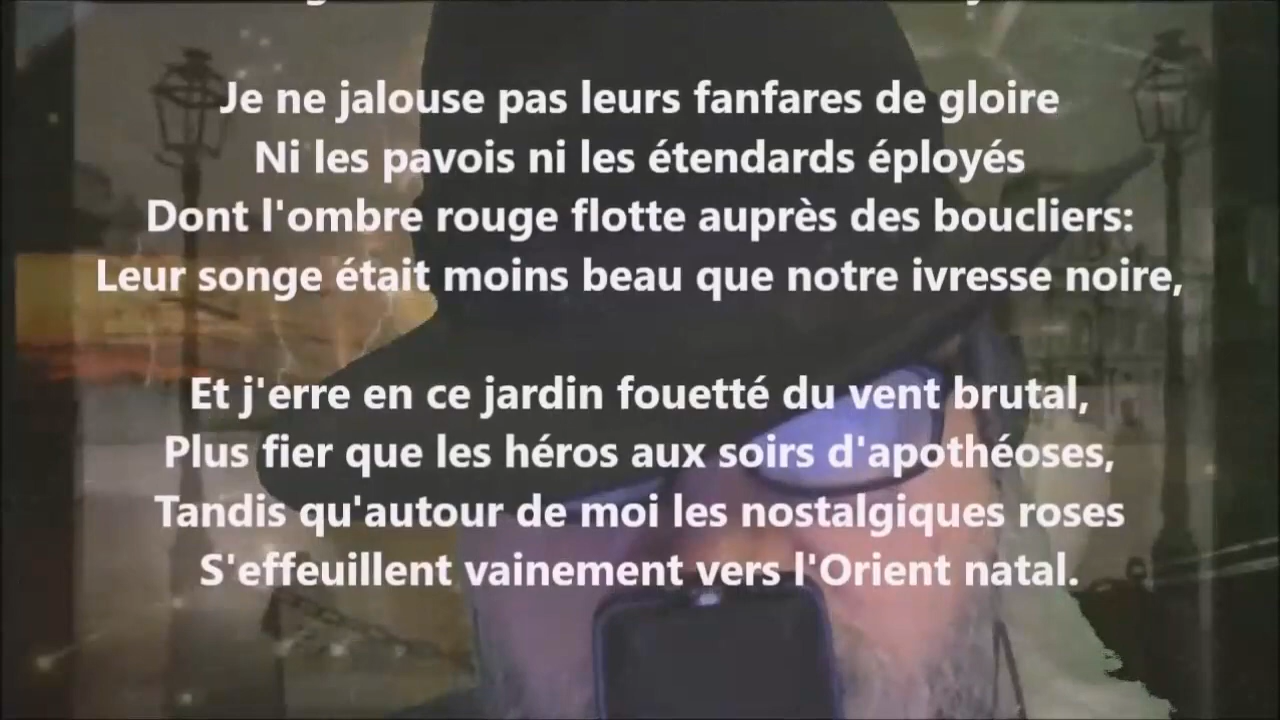 Je ne jalouse pas leurs fanfares de gloire
Ni les pavois ni les étendards éployés
Dont l'ombre rouge flotte auprès des boucliers:
Leur songe était moins beau que notre ivresse noire,
Et j'erre en ce jardin fouetté du vent brutal,
Plus fier que les héros aux soirs d'apothéoses,
Tandis qu'autour de moi les nostalgiques roses
S'effeuillent vainement vers l'Orient natal.